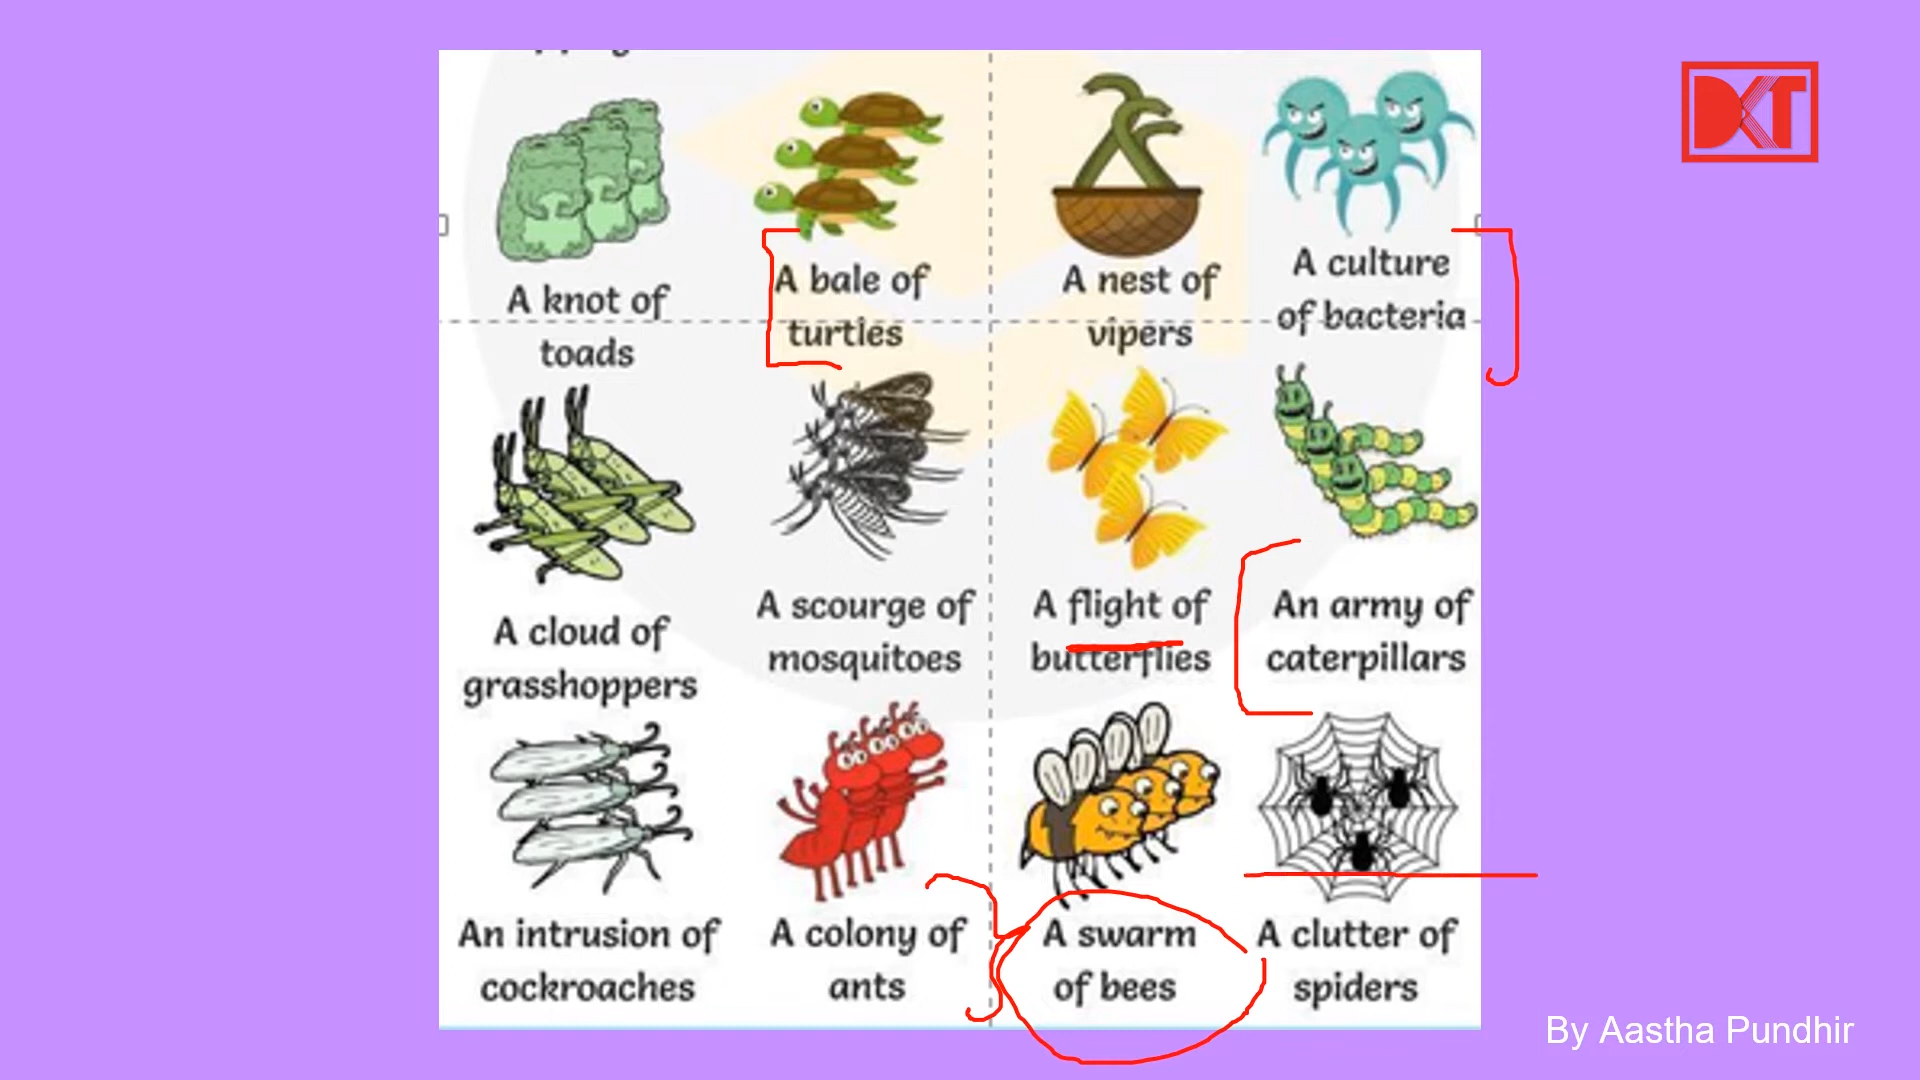 DKT
A knot of
toads
A bale of
turtles
A nest of
vipers
A culture
of bacteria
A cloud of
grasshoppers
A scourge of
mosquitoes
A flight of
butterflies
An army of
caterpillars
An intrusion of
cockroaches
A colony of
ants
A swarm
of bees
A clutter of
spiders
By Aastha Pundhir